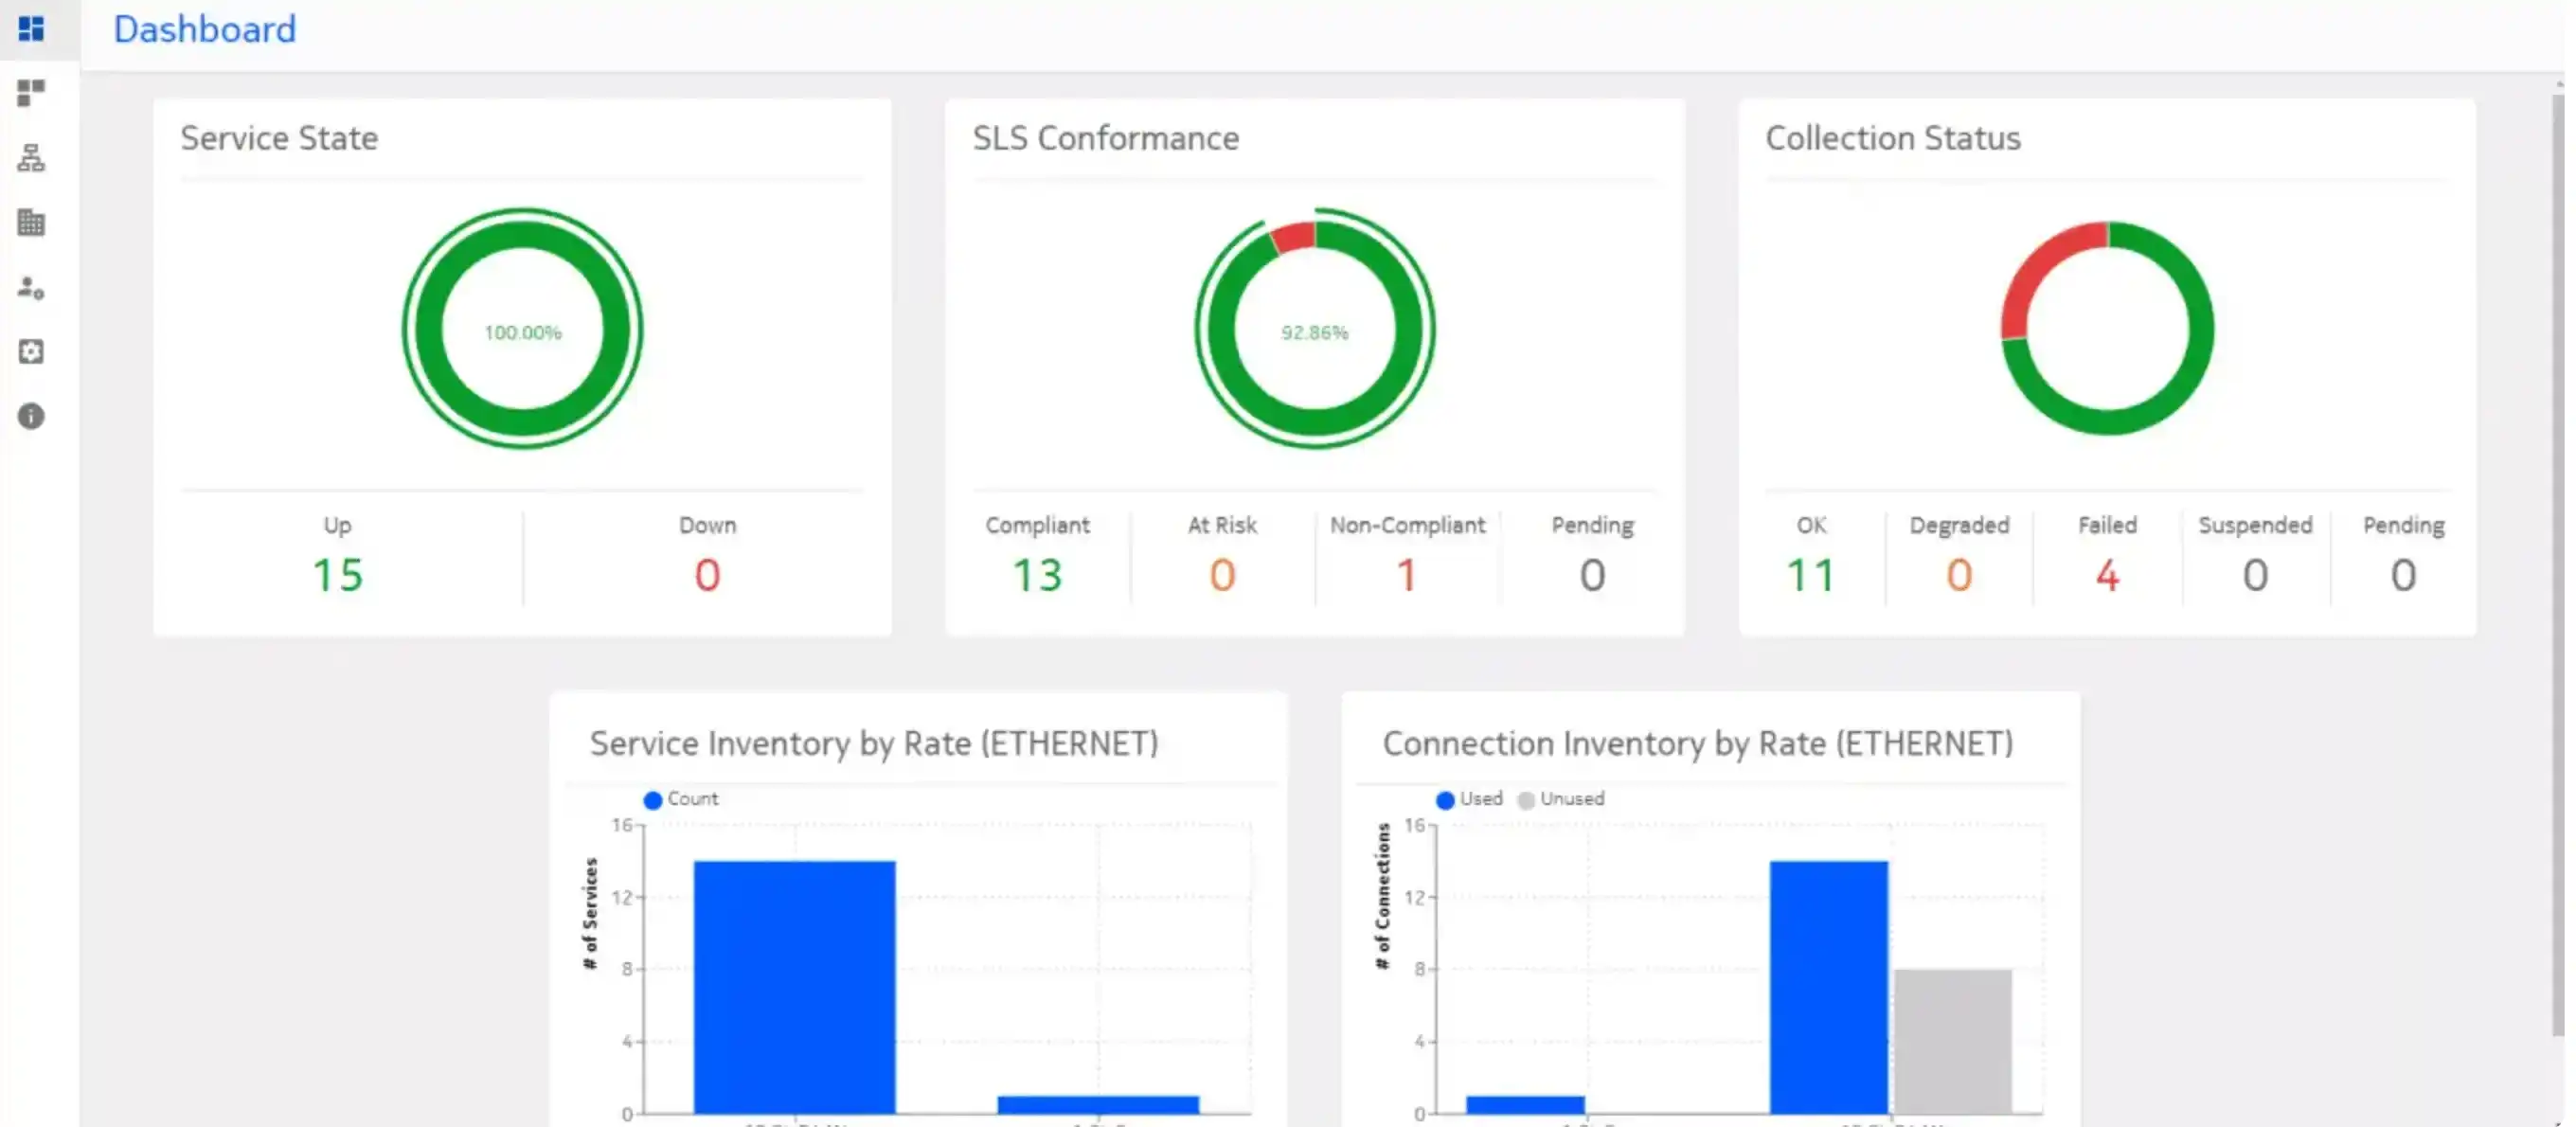 Dashboard
Service State
100.00%
Up
15
Down
0
SLS Conformance
92.86%
Compliant
13
At Risk
0
Non-Compliant
1
Pending
0
Collection Status
OK
11
Degraded
0
Failed
4
Suspended
0
Pending
0
Service Inventory by Rate (ETHERNET)
Count
# of Services
16
12
8
4
0
Connection Inventory by Rate (ETHERNET)
Used
Unused
# of Connections
16
12
8
4
0